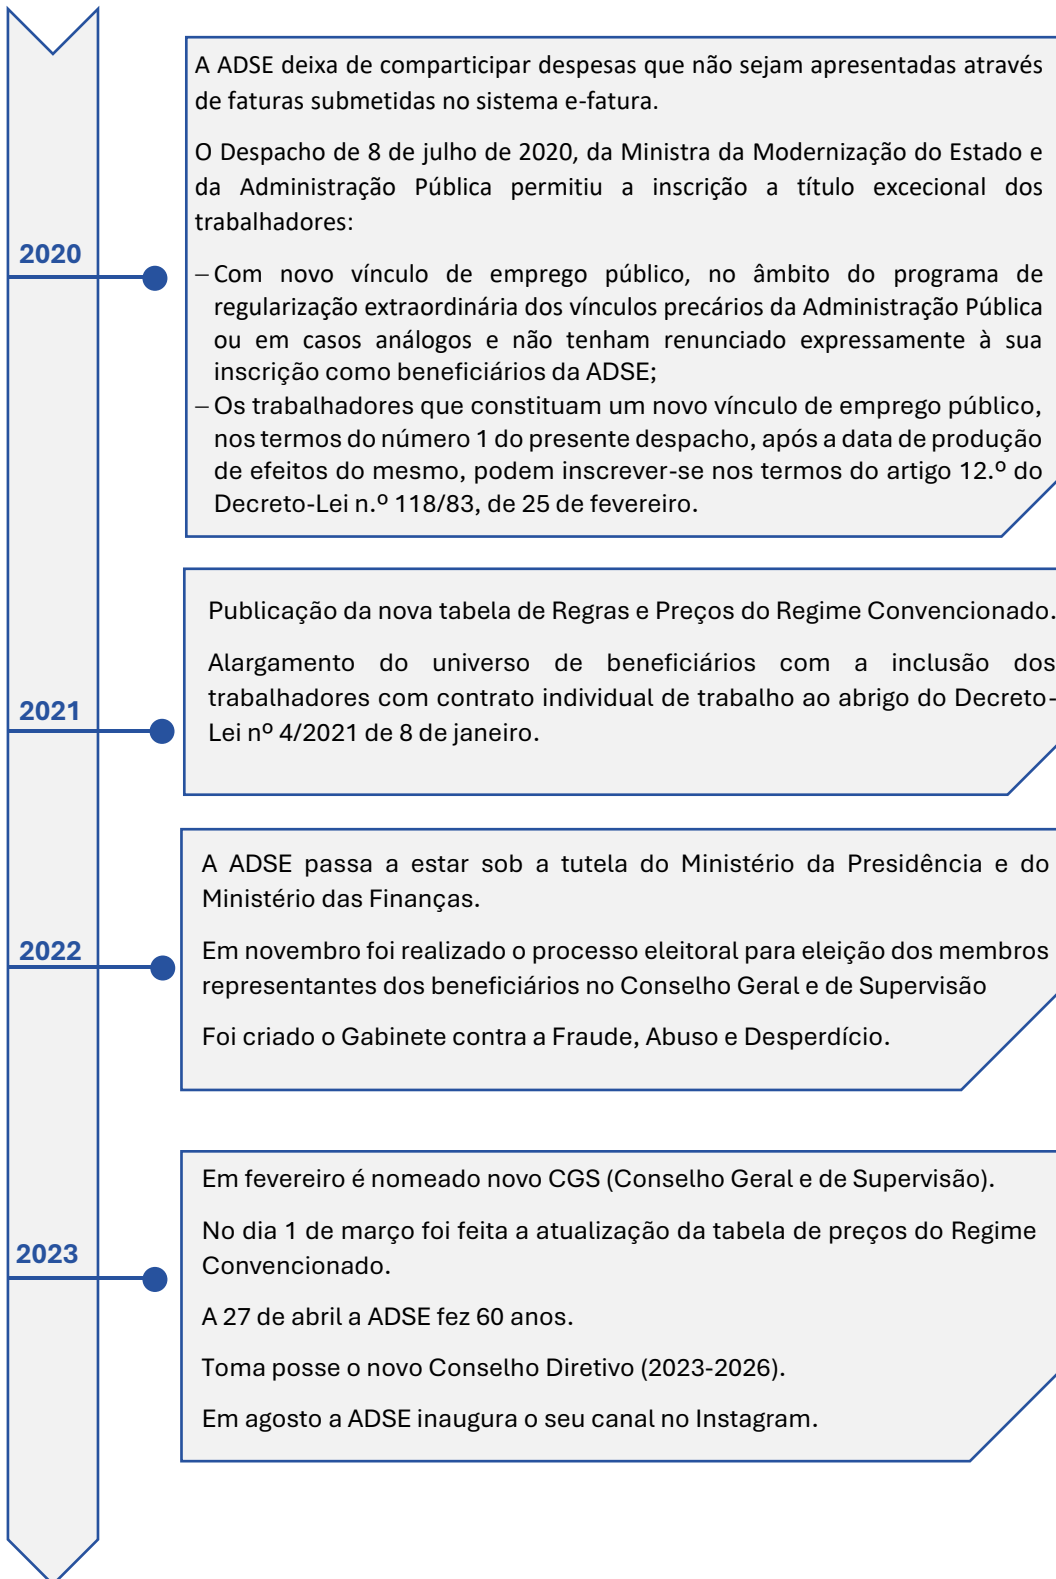 A ADSE deixa de comparticipar despesas que não sejam apresentadas através
de faturas submetidas no sistema e-fatura.
O Despacho de 8 de julho de 2020, da Ministra da Modernização do Estado e
da Administração Pública permitiu a inscrição a título excecional dos
trabalhadores:
2020
– Com novo vínculo de emprego público, no âmbito do programa de
regularização extraordinária dos vínculos precários da Administração Pública
ou em casos análogos e não tenham renunciado expressamente à sua
inscrição como beneficiários da ADSE;
– Os trabalhadores que constituam um novo vínculo de emprego público,
nos termos do número 1 do presente despacho, após a data de produção
de efeitos do mesmo, podem inscrever-se nos termos do artigo 12.º do
Decreto-Lei n.º 118/83, de 25 de fevereiro.
Publicação da nova tabela de Regras e Preços do Regime Convencionado.
Alargamento do universo de beneficiários com a inclusão dos
trabalhadores com contrato individual de trabalho ao abrigo do Decreto-
Lei nº 4/2021 de 8 de janeiro.
2021
A ADSE passa a estar sob a tutela do Ministério da Presidência e do
Ministério das Finanças.
2022
Em novembro foi realizado o processo eleitoral para eleição dos membros
representantes dos beneficiários no Conselho Geral e de Supervisão
Foi criado o Gabinete contra a Fraude, Abuso e Desperdício.
Em fevereiro é nomeado novo CGS (Conselho Geral e de Supervisão).
No dia 1 de março foi feita a atualização da tabela de preços do Regime
Convencionado.
2023
A 27 de abril a ADSE fez 60 anos.
Toma posse o novo Conselho Diretivo (2023-2026).
Em agosto a ADSE inaugura o seu canal no Instagram.